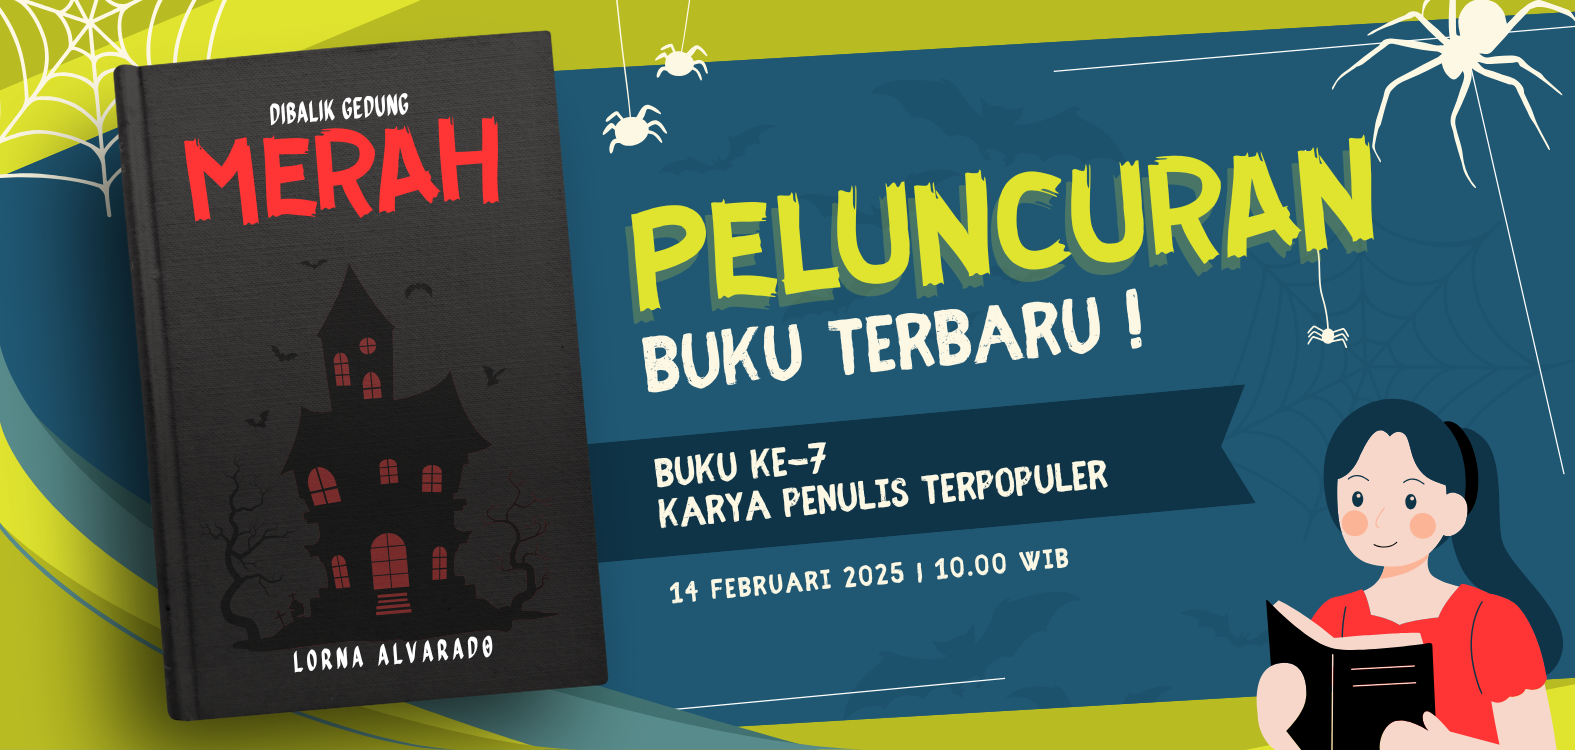 DIBALIK GEDUNG
MERAH
LORNA ALVARADO
PELUNCURAN
BUKU TERBARU !
BUKU KE-7
KARYA PENULIS TERPOPULER
14 FEBRUARI 2025 | 10.00 WIB